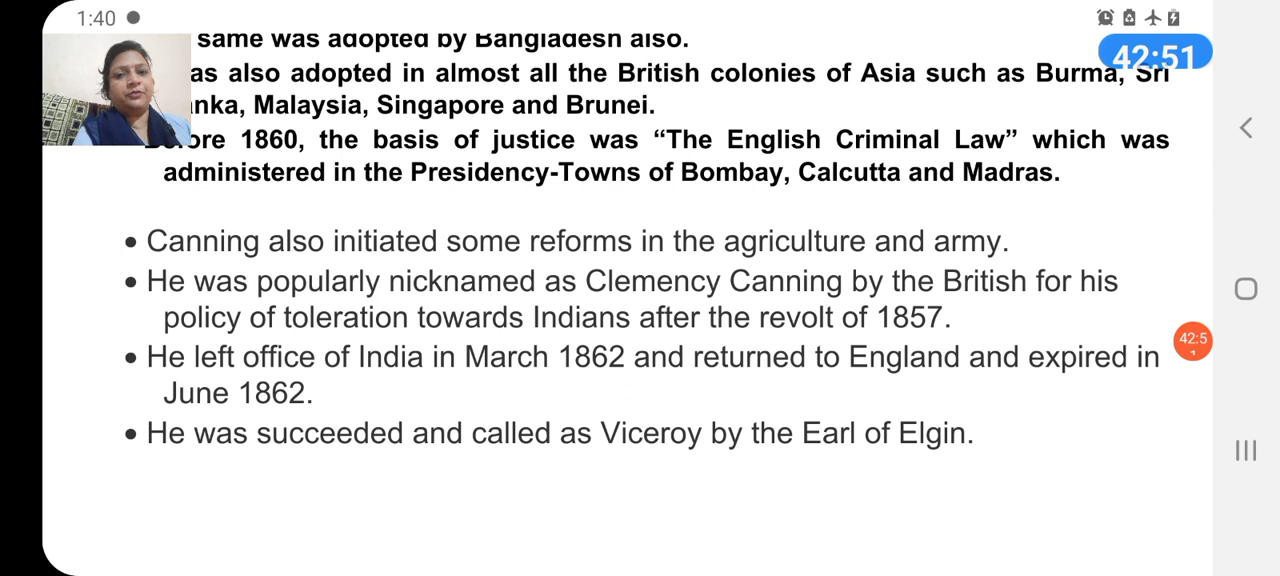 1:40
same was adopted by Bangladesh also.
42:51
as also adopted in almost all the British colonies of Asia such as Burma, Sri
nka, Malaysia, Singapore and Brunei.
ore 1860, the basis of justice was “The English Criminal Law” which was
administered in the Presidency-Towns of Bombay, Calcutta and Madras.
• Canning also initiated some reforms in the agriculture and army.
• He was popularly nicknamed as Clemency Canning by the British for his
policy of toleration towards Indians after the revolt of 1857.
42:5
1
• He left office of India in March 1862 and returned to England and expired in
June 1862.
• He was succeeded and called as Viceroy by the Earl of Elgin.